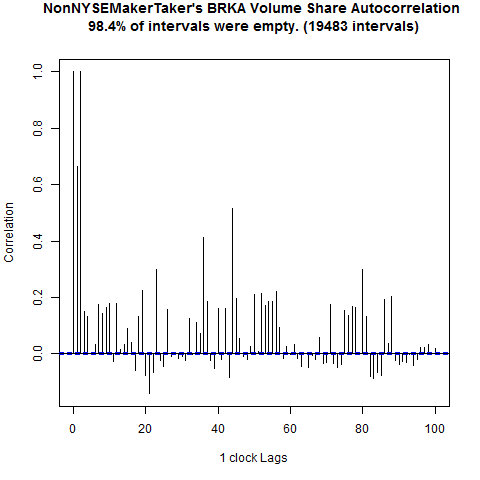 NonNYSEMakerTaker's BRKA Volume Share Autocorrelation
98.4% of intervals were empty. (19483 intervals)
1.0
0.8
0.6
0.4
0.2
0.0
Correlation
0 20 40 60 80 100
1 clock Lags